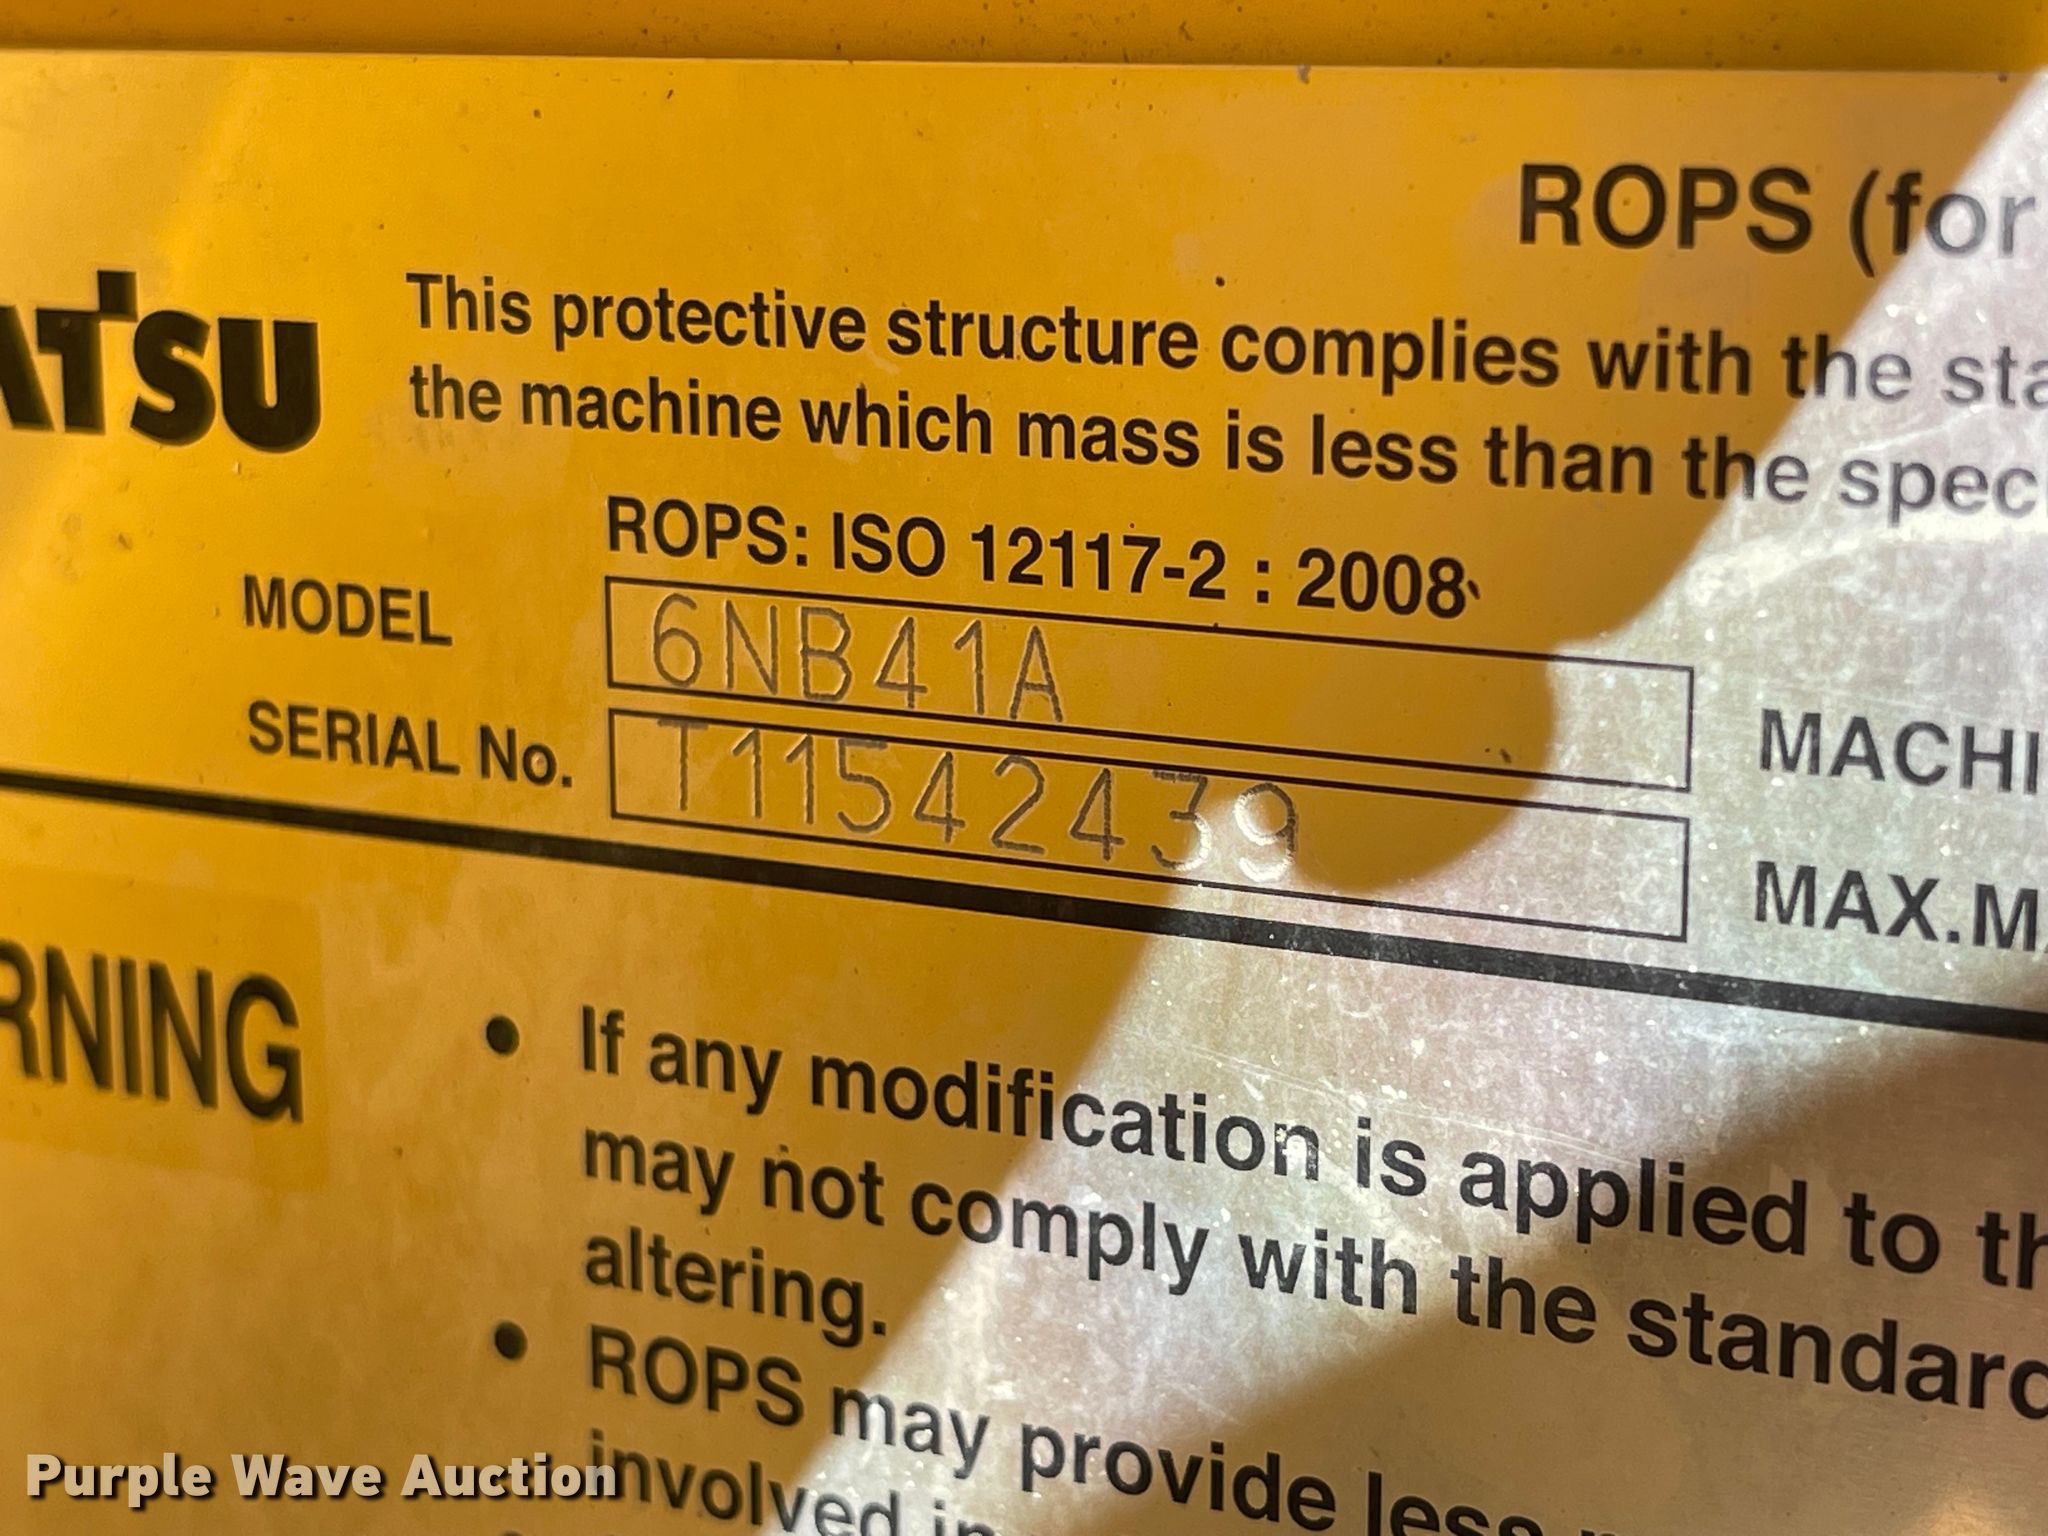 ROPS (for
ATSU
This protective structure complies with the sta
the machine which mass is less than the spec
ROPS: ISO 12117-2 : 2008
MODEL 6NB41A
MACHI
SERIAL No. T11542439
MAX.MA
RNING
• If any modification is applied to th
may not comply with the standard
altering.
• ROPS may provide less
involved in
Purple Wave Auction